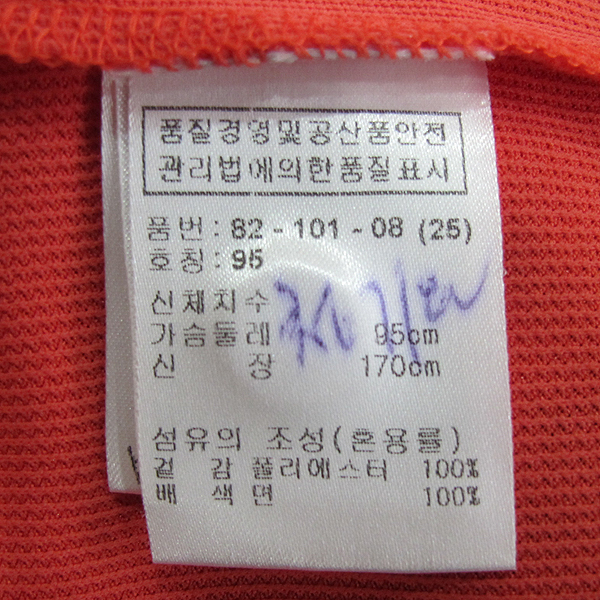 품질경영및공산품안전
관리법에의한품질표시
품번 : 82 - 101 - 08 (25)
호칭 : 95
신체치수
가슴둘레 95cm
신 장 170cm
섬유의 조성(혼용률)
겉 감 폴리에스터 100%
배 색 면 100%